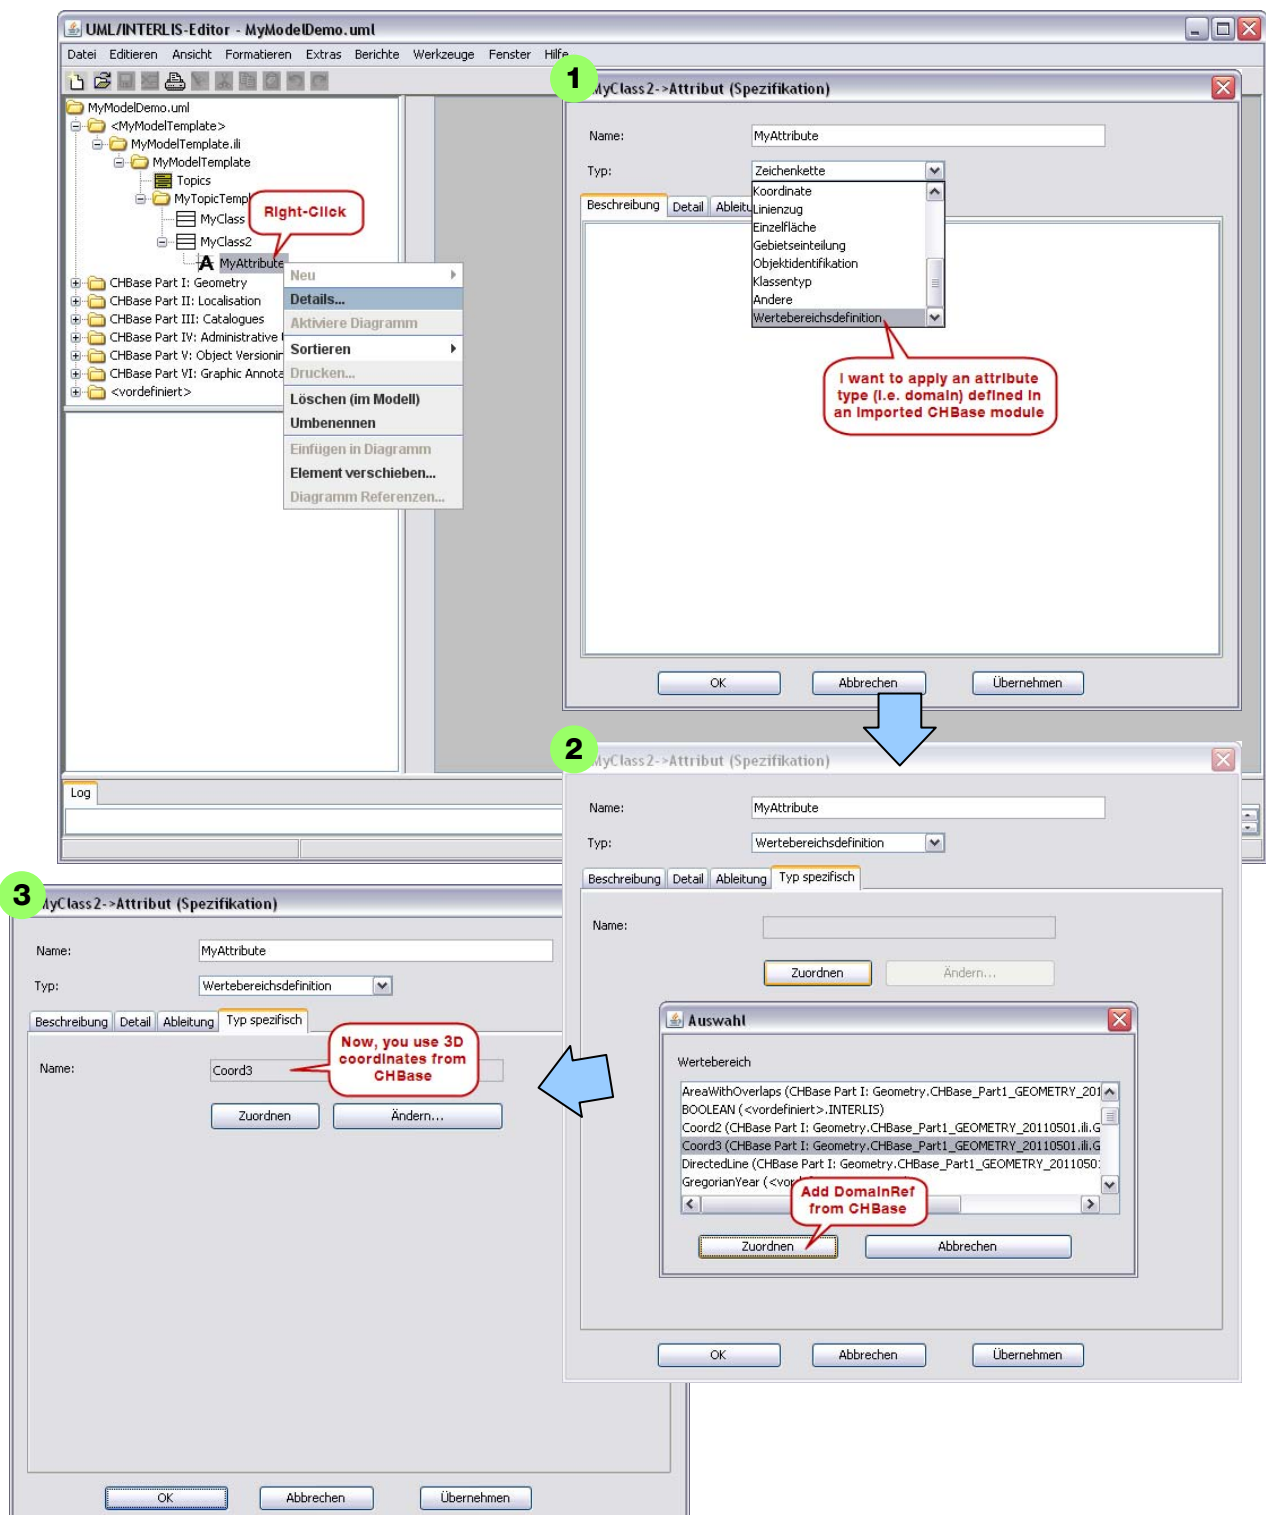 UML/INTERLIS-Editor - MyModelDemo.uml
Datei Editieren Ansicht Formatieren Extras Berichte Werkzeuge Fenster Hilfe
MyModelDemo.uml
<MyModelTemplate>
MyModelTemplate.ili
MyModelTemplate
Topics
MyTopicTempl
MyClass
MyClass2
MyAttribute
CHBase Part I: Geometry
CHBase Part II: Localisation
CHBase Part III: Catalogues
CHBase Part IV: Administrative
CHBase Part V: Object Versionin
CHBase Part VI: Graphic Annota
<vordefiniert>
Right-Click
Neu
Details...
Aktiviere Diagramm
Sortieren
Drucken...
Löschen (im Modell)
Umbenennen
Einfügen in Diagramm
Element verschieben...
Diagramm Referenzen...
Log
1
MyClass2->Attribut (Spezifikation)
Name: MyAttribute
Typ: Zeichenkette
Beschreibung Detail Ableitu
Koordinate
Linienzug
Einzelfläche
Gebietseinteilung
Objektidentifikation
Klassentyp
Andere
Wertebereichsdefinition
I want to apply an attribute
type (i.e. domain) defined in
an imported CHBase module
OK Abbrechen Übernehmen
2
MyClass2->Attribut (Spezifikation)
Name: MyAttribute
Typ: Wertebereichsdefinition
Beschreibung Detail Ableitung Typ spezifisch
Name:
Zuordnen Ändern...
Auswahl
Wertebereich
AreaWithOverlaps (CHBase Part I: Geometry.CHBase_Part1_GEOMETRY_201
BOOLEAN (<vordefiniert>.INTERLIS)
Coord2 (CHBase Part I: Geometry.CHBase_Part1_GEOMETRY_20110501.ili.G
Coord3 (CHBase Part I: Geometry.CHBase_Part1_GEOMETRY_20110501.ili.G
DirectedLine (CHBase Part I: Geometry.CHBase_Part1_GEOMETRY_2011050
GregorianYear (<vor
Add DomainRef
from CHBase
Zuordnen Abbrechen
OK Abbrechen Übernehmen
3
MyClass2->Attribut (Spezifikation)
Name: MyAttribute
Typ: Wertebereichsdefinition
Beschreibung Detail Ableitung Typ spezifisch
Now, you use 3D
coordinates from
CHBase
Name: Coord3
Zuordnen Ändern...
OK Abbrechen Übernehmen